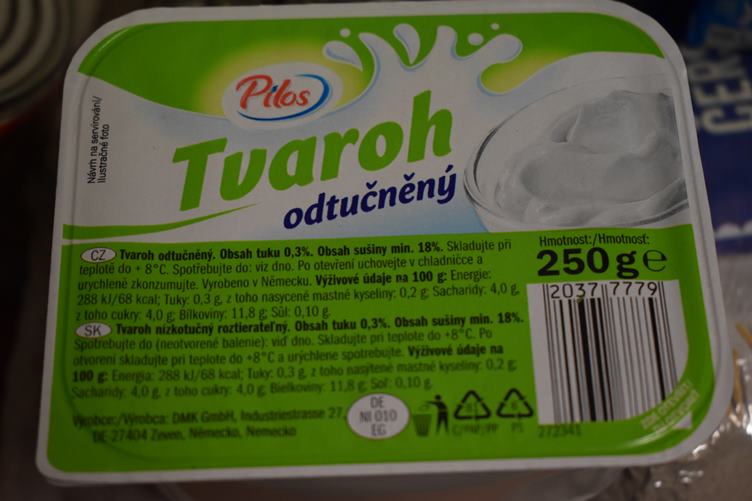 Pilos
Návrh na servírování/
Ilustračné foto
Tvaroh
odtučněný
CZ Tvaroh odtučněný. Obsah tuku 0,3%. Obsah sušiny min. 18%. Skladujte při
teplotě do + 8°C. Spotřebujte do: viz dno. Po otevření uchovejte v chladničce a
urychleně zkonzumujte. Vyrobeno v Německu. Výživové údaje na 100 g: Energie:
288 kJ/68 kcal; Tuky: 0,3 g, z toho nasycené mastné kyseliny: 0,2 g; Sacharidy: 4,0 g,
z toho cukry: 4,0 g; Bílkoviny: 11,8 g; Sůl: 0,10 g.
SK Tvaroh nízkotučný roztierateľný. Obsah tuku 0,3%. Obsah sušiny min. 18%.
Spotrebujte do (neotvorené balenie): viď dno. Skladujte pri teplote do +8°C. Po
otvorení skladujte pri teplote do +8°C a urýchlene spotrebujte. Výživové údaje na
100 g: Energia: 288 kJ/68 kcal; Tuky: 0,3 g, z toho nasýtené mastné kyseliny: 0,2 g;
Sacharidy: 4,0 g, z toho cukry: 4,0 g; Bielkoviny: 11,8 g; Soľ: 0,10 g.
Výrobce:/Výrobca: DMK GmbH, Industriestrasse 27,
DE-27404 Zeven, Německo, Nemecko
DE
NI 010
EG
Hmotnost:/Hmotnosť:
250 g e
2037 7779
C/PAP/PP
6
PS
272341